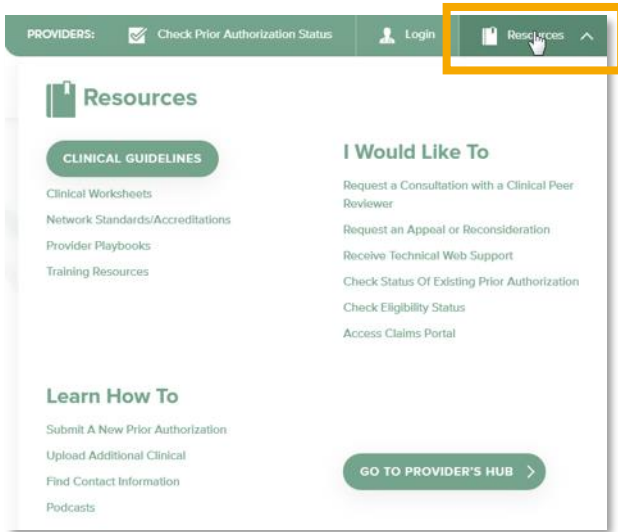 PROVIDERS: Check Prior Authorization Status Login Resources
Resources
CLINICAL GUIDELINES
Clinical Worksheets
Network Standards/Accreditations
Provider Playbooks
Training Resources
I Would Like To
Request a Consultation with a Clinical Peer
Reviewer
Request an Appeal or Reconsideration
Receive Technical Web Support
Check Status Of Existing Prior Authorization
Check Eligibility Status
Access Claims Portal
Learn How To
Submit A New Prior Authorization
Upload Additional Clinical
Find Contact Information
Podcasts
GO TO PROVIDER'S HUB